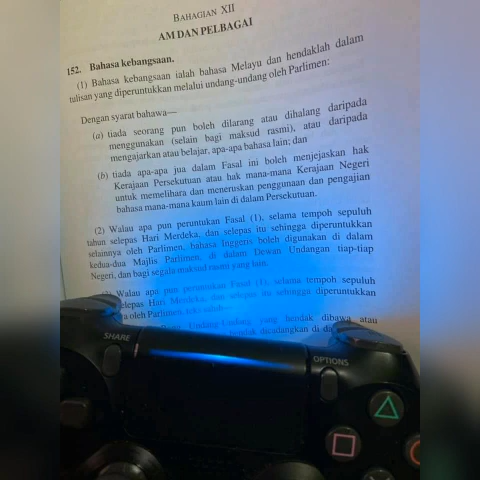 BAHAGIAN XII
AM DAN PELBAGAI
152. Bahasa kebangsaan.
(1) Bahasa kebangsaan ialah bahasa Melayu dan hendaklah dalam
talisan yang diperuntukkan melalui undang-undang oleh Parlimen:
Dengan syarat bahawa—
(a) tiada seorang pun boleh dilarang atau dihalang daripada
menggunakan (selain bagi maksud rasmi), atau daripada
mengajarkan atau belajar, apa-apa bahasa lain; dan
(b) tiada apa-apa jua dalam Fasal ini boleh menjejaskan hak
Kerajaan Persekutuan atau hak mana-mana Kerajaan Negeri
untuk memelihara dan meneruskan penggunaan dan pengajian
bahasa mana-mana kaum lain di dalam Persekutuan.
(2) Walau apa pun peruntukan Fasal (1), selama tempoh sepuluh
tahun selepas Hari Merdeka, dan selepas itu sehingga diperuntukkan
selainnya oleh Parlimen, bahasa Inggeris boleh digunakan di dalam
kedua-dua Majlis Parlimen, di dalam Dewan Undangan tiap-tiap
Negeri, dan bagi segala maksud rasmi yang lain.
Walau apa pun peruntukan Fasal (1), selama tempoh sepuluh
selepas Hari Merdeka, dan selepas itu sehingga diperuntukkan
oleh Parlimen, teks sahih—
Undang-Undang yang hendak dibawa atau
hendak dicadangkan di
SHARE
OPTIONS